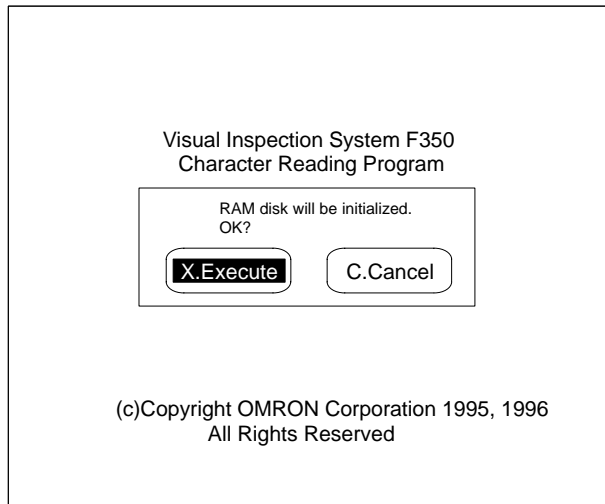 Visual Inspection System F350
Character Reading Program
RAM disk will be initialized.
OK?
X.Execute
C.Cancel
(c)Copyright OMRON Corporation 1995, 1996
All Rights Reserved